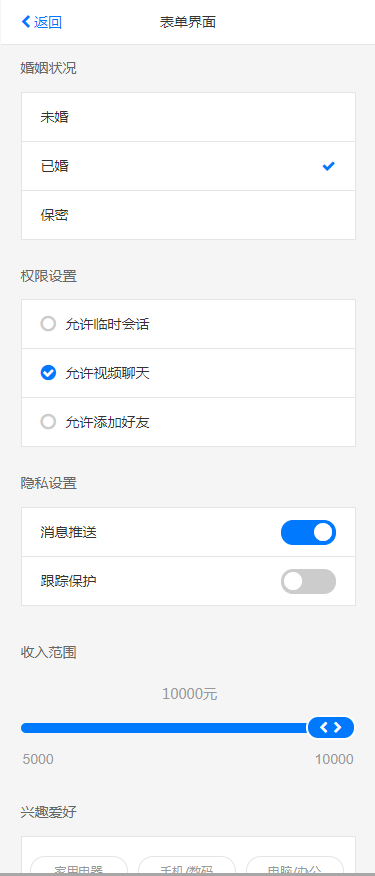 返回 表单界面
婚姻状况
未婚
已婚
保密
权限设置
允许临时会话
允许视频聊天
允许添加好友
隐私设置
消息推送
跟踪保护
收入范围
10000元
5000 10000
兴趣爱好
家用电器 手机/数码 电脑/办公